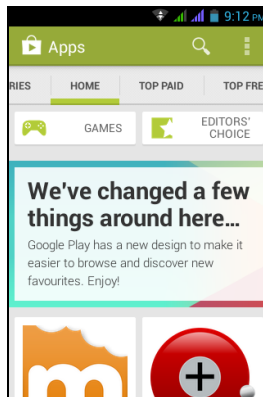 9:12 PM
Apps
RIES HOME TOP PAID TOP FRE
GAMES
EDITORS'
CHOICE
We've changed a few
things around here...
Google Play has a new design to make it
easier to browse and discover new
favourites. Enjoy!
m